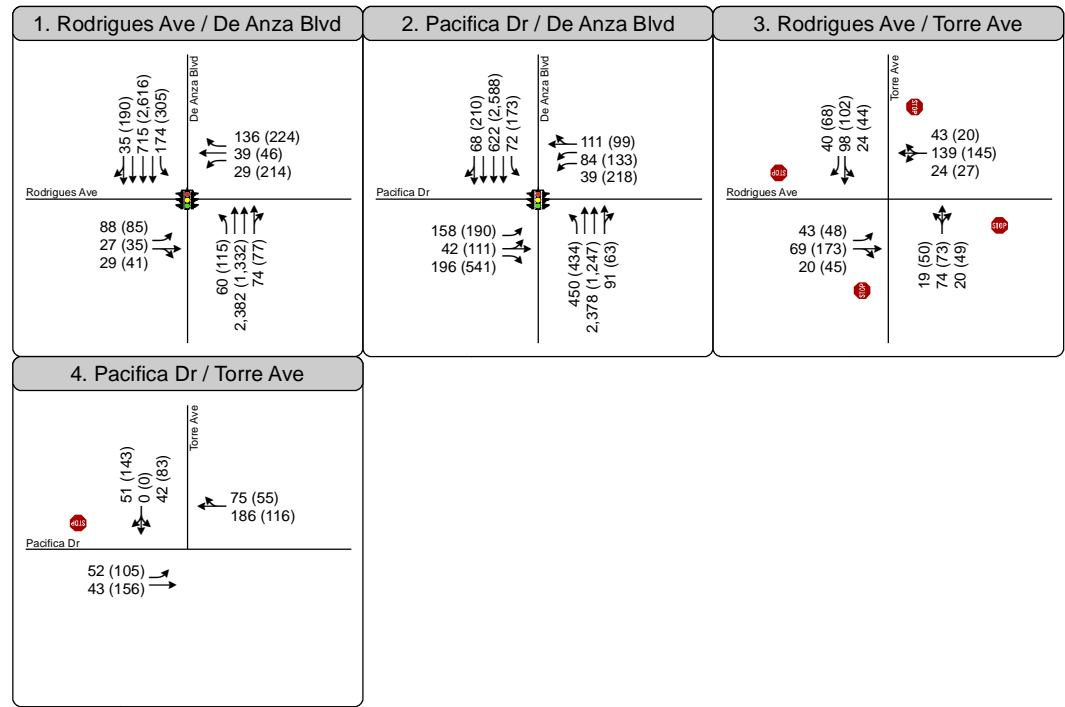 1. Rodrigues Ave / De Anza Blvd
35 (190)
715 (2,616)
174 (305)
De Anza Blvd
136 (224)
39 (46)
29 (214)
Rodrigues Ave
88 (85)
27 (35)
29 (41)
60 (115)
2,382 (1,332)
74 (77)
2. Pacifica Dr / De Anza Blvd
68 (210)
622 (2,588)
72 (173)
De Anza Blvd
111 (99)
84 (133)
39 (218)
Pacifica Dr
158 (190)
42 (111)
196 (541)
450 (434)
2,378 (1,247)
91 (63)
3. Rodrigues Ave / Torre Ave
40 (68)
98 (102)
24 (44)
Torre Ave
STOP
43 (20)
139 (145)
24 (27)
STOP
Rodrigues Ave
43 (48)
69 (173)
20 (45)
STOP
19 (50)
74 (73)
20 (49)
STOP
4. Pacifica Dr / Torre Ave
51 (143)
0 (0)
42 (83)
Torre Ave
75 (55)
186 (116)
STOP
Pacifica Dr
52 (105)
43 (156)